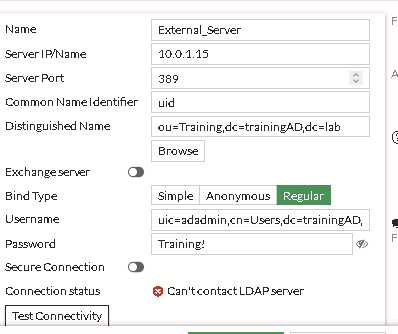 Name External_Server
Server IP/Name 10.0.1.15
Server Port 389
Common Name Identifier uid
Distinguished Name ou=Training,dc=trainingAD,dc=lab
Browse
Exchange server
Bind Type Simple Anonymous Regular
Username uic=adadmin,cn=Users,dc=trainingAD,
Password Training!
Secure Connection
Connection status Can't contact LDAP server
Test Connectivity